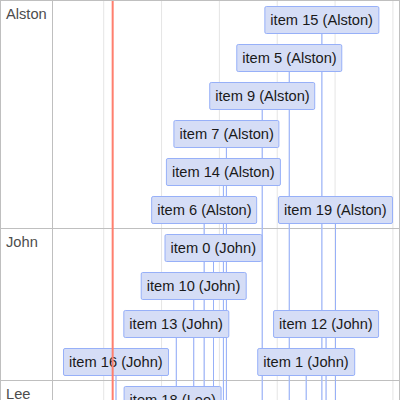 Alston
item 15 (Alston)
item 5 (Alston)
item 9 (Alston)
item 7 (Alston)
item 14 (Alston)
item 6 (Alston)
item 19 (Alston)
John
item 0 (John)
item 10 (John)
item 13 (John)
item 12 (John)
item 16 (John)
item 1 (John)
Lee
item 18 (Lee)